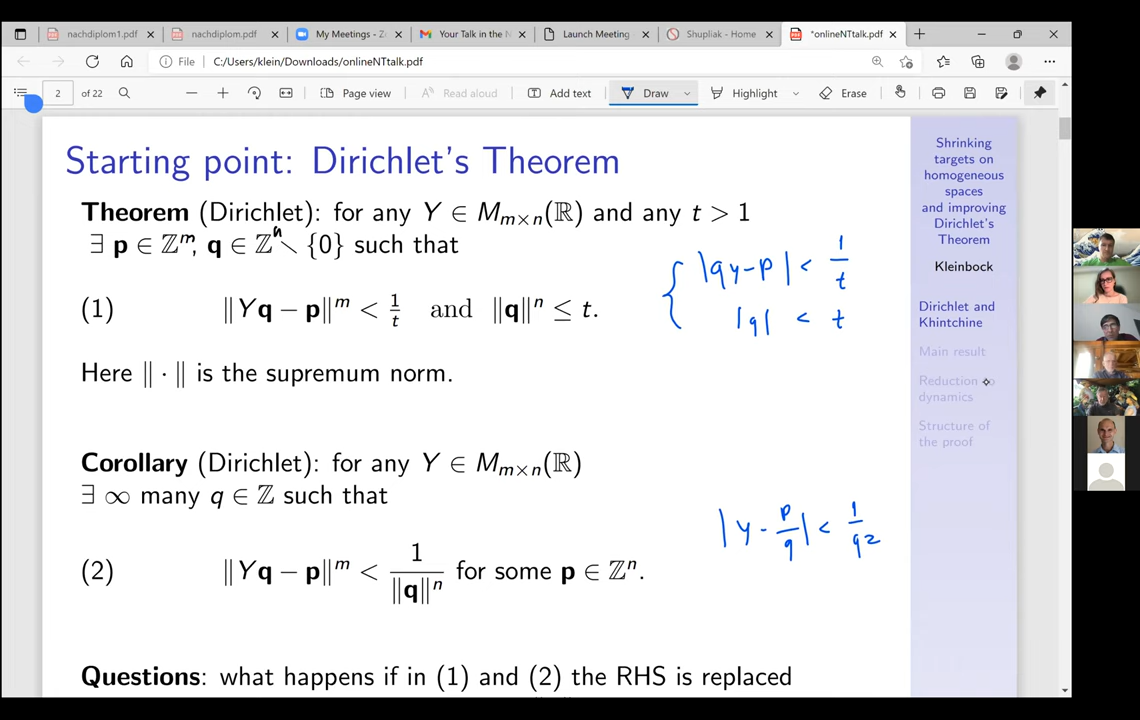 nachdiplom1.pdf
nachdiplom.pdf
My Meetings - Z
Your Talk in the N
Launch Meeting
Shupliak - Home
*onlineNTtalk.pdf
File C:/Users/klein/Downloads/onlineNTtalk.pdf
2 of 22
Page view
Read aloud
Add text
Draw
Highlight
Erase
Starting point: Dirichlet's Theorem
Theorem (Dirichlet): for any Y ∈ M_{m×n}(ℝ) and any t > 1
∃ p ∈ ℤ^m, q ∈ ℤ^n ∖ {0} such that
(1) ‖Yq − p‖^m < 1/t and ‖q‖^n ≤ t.
{ |qy − p| < 1/t
|q| < t
Here ‖ · ‖ is the supremum norm.
Corollary (Dirichlet): for any Y ∈ M_{m×n}(ℝ)
∃ ∞ many q ∈ ℤ such that
(2) ‖Yq − p‖^m < 1/‖q‖^n for some p ∈ ℤ^n.
|y − p/q| < 1/q2
Questions: what happens if in (1) and (2) the RHS is replaced
Shrinking
targets on
homogeneous
spaces
and improving
Dirichlet's
Theorem
Kleinbock
Dirichlet and
Khintchine
Main result
Reduction
dynamics
Structure of
the proof